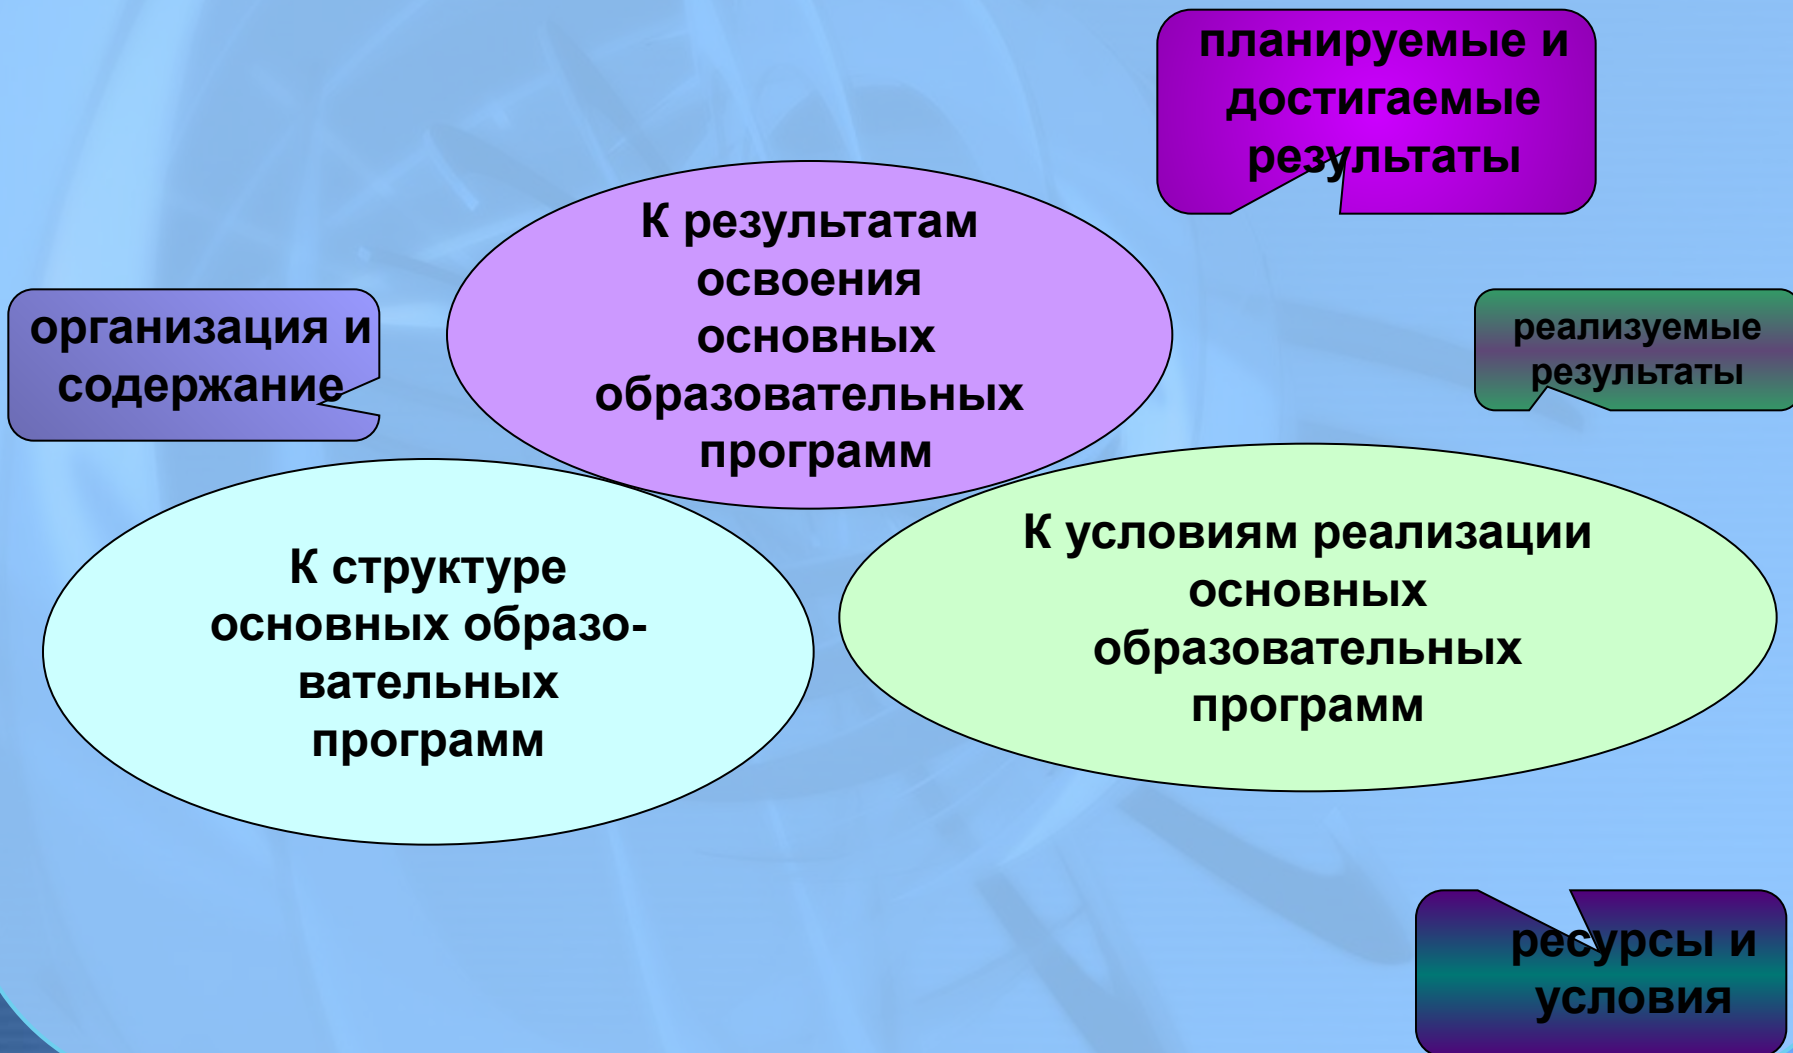 планируемые и
достигаемые
результаты
К результатам
освоения
основных
образовательных
программ
организация и
содержание
реализуемые
результаты
К структуре
основных образо-
вательных
программ
К условиям реализации
основных
образовательных
программ
ресурсы и
условия